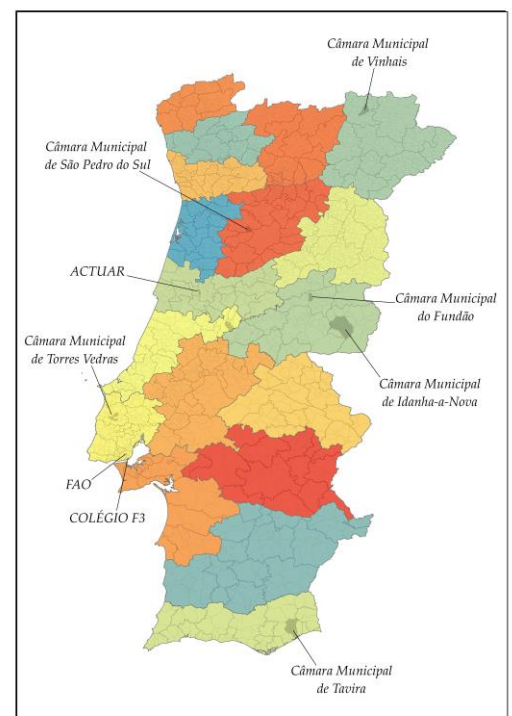 Câmara Municipal
de Vinhais
Câmara Municipal
de São Pedro do Sul
ACTUAR
Câmara Municipal
do Fundão
Câmara Municipal
de Torres Vedras
Câmara Municipal
de Idanha-a-Nova
FAO
COLÉGIO F3
Câmara Municipal
de Tavira